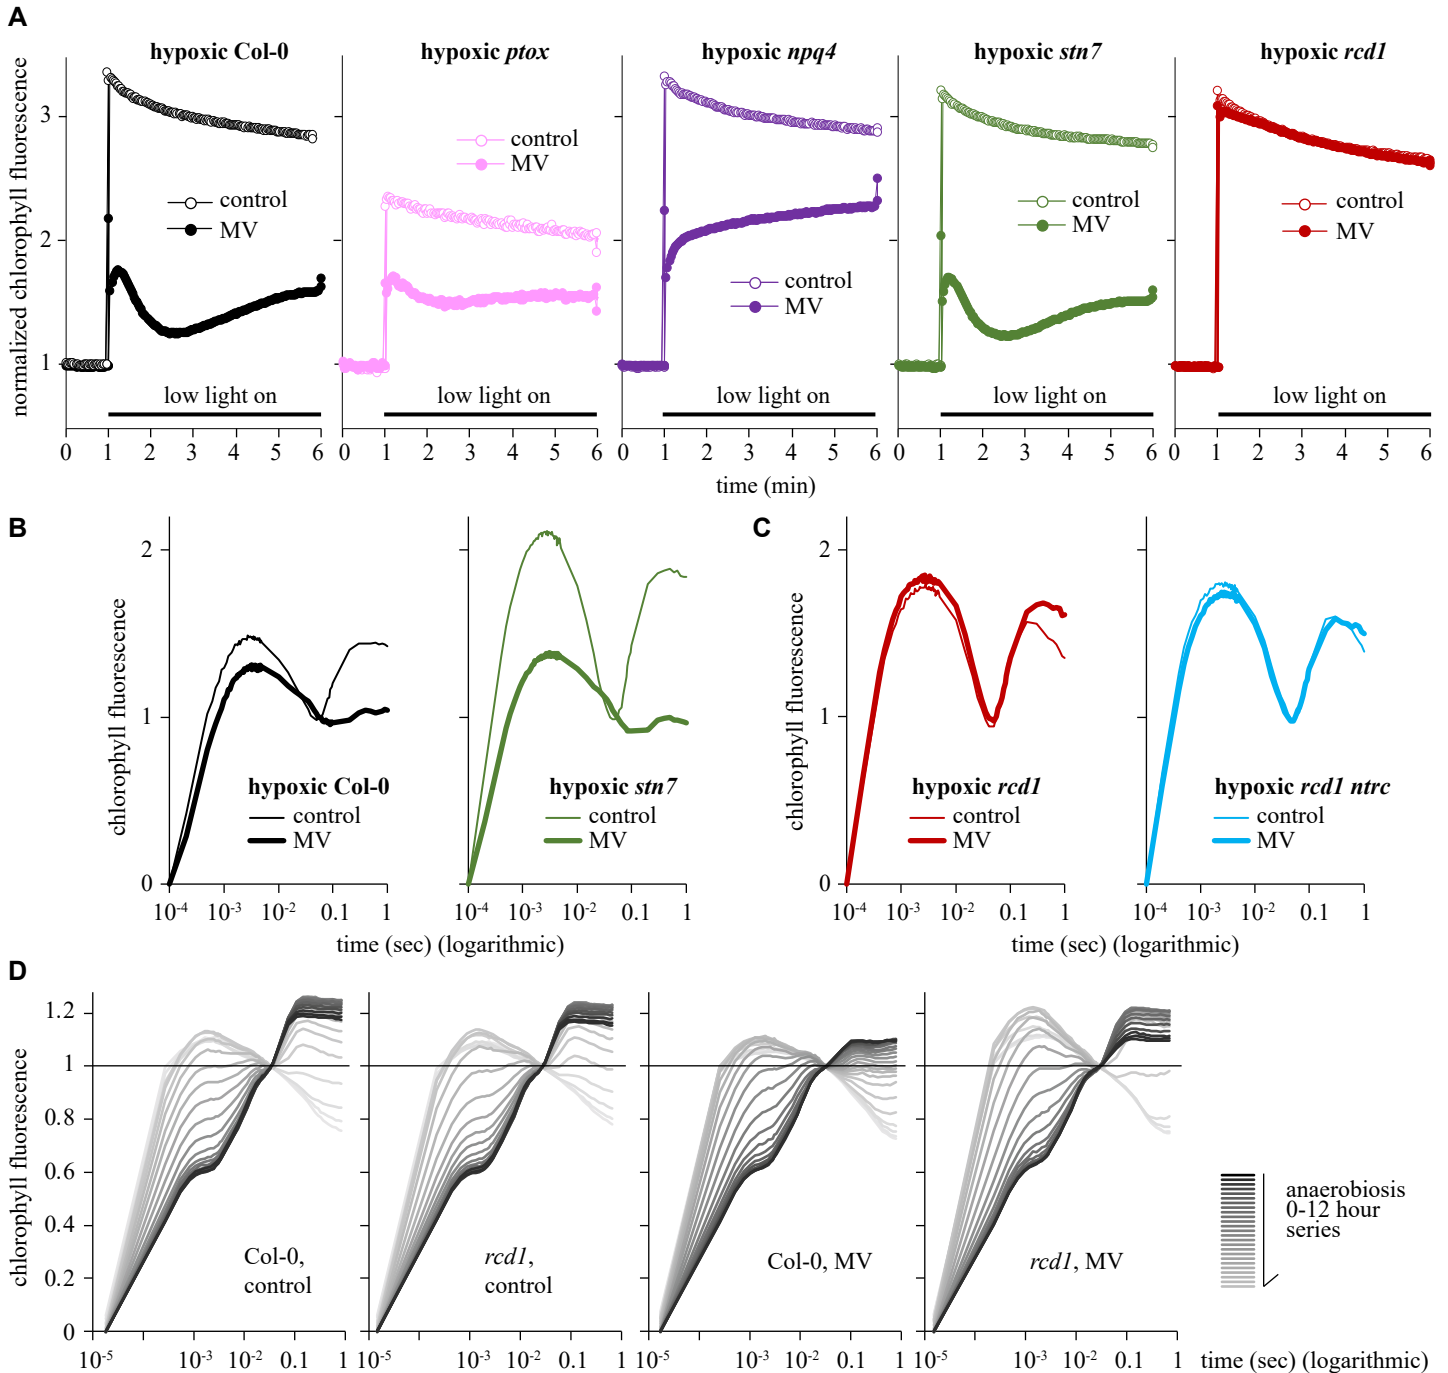 A
hypoxic Col-0
hypoxic ptox
hypoxic npq4
hypoxic stn7
hypoxic rcd1
normalized chlorophyll fluorescence
3
2
1
control
MV
control
MV
control
MV
control
MV
control
MV
low light on
low light on
low light on
low light on
low light on
0 1 2 3 4 5 6
0 1 2 3 4 5 6
0 1 2 3 4 5 6
0 1 2 3 4 5 6
0 1 2 3 4 5 6
time (min)
B
chlorophyll fluorescence
2
1
0
hypoxic Col-0
control
MV
hypoxic stn7
control
MV
10-4 10-3 10-2 0.1 1
10-4 10-3 10-2 0.1 1
time (sec) (logarithmic)
C
chlorophyll fluorescence
2
1
0
hypoxic rcd1
control
MV
hypoxic rcd1 ntrc
control
MV
10-4 10-3 10-2 0.1 1
10-4 10-3 10-2 0.1 1
time (sec) (logarithmic)
D
chlorophyll fluorescence
1.2
1
0.8
0.6
0.4
0.2
0
Col-0,
control
rcd1,
control
Col-0, MV
rcd1, MV
anaerobiosis
0-12 hour
series
10-5 10-3 10-2 0.1 1
10-5 10-3 10-2 0.1 1
10-5 10-3 10-2 0.1 1
10-5 10-3 10-2 0.1 1
time (sec) (logarithmic)